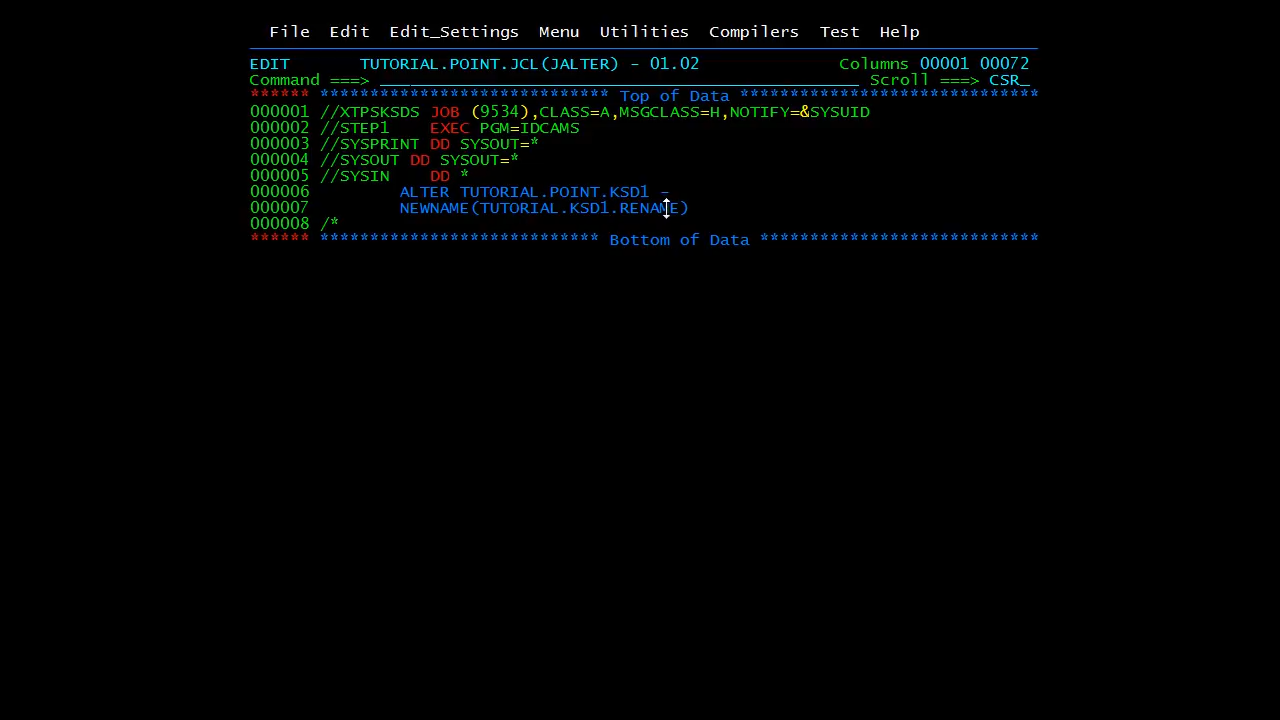 File  Edit  Edit_Settings  Menu  Utilities  Compilers  Test  Help
EDIT       TUTORIAL.POINT.JCL(JALTER) - 01.02              Columns 00001 00072
Command ===>                                                  Scroll ===> CSR
****** ***************************** Top of Data ******************************
000001 //XTPSKSDS JOB (9534),CLASS=A,MSGCLASS=H,NOTIFY=&SYSUID
000002 //STEP1    EXEC PGM=IDCAMS
000003 //SYSPRINT DD SYSOUT=*
000004 //SYSOUT DD SYSOUT=*
000005 //SYSIN    DD *
000006         ALTER TUTORIAL.POINT.KSD1 -
000007         NEWNAME(TUTORIAL.KSD1.RENAME)
000008 /*
****** **************************** Bottom of Data ****************************